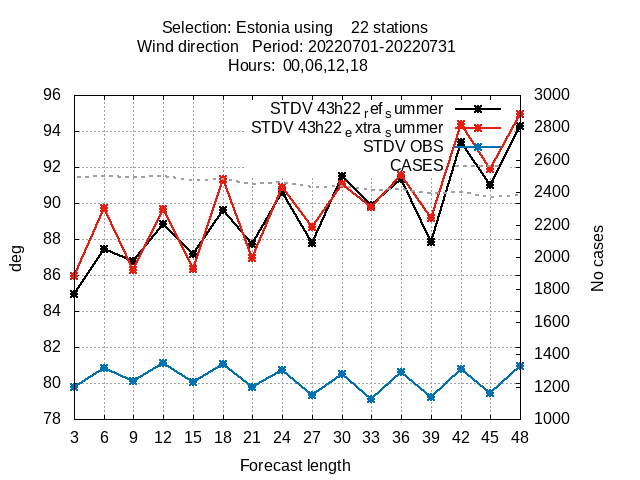 Selection: Estonia using    22 stations
Wind direction   Period: 20220701-20220731
Hours:  00,06,12,18
STDV 43h22_ref_summer
STDV 43h22_extra_summer
STDV OBS
CASES
96
94
92
90
88
86
84
82
80
78
deg
3000
2800
2600
2400
2200
2000
1800
1600
1400
1200
1000
No cases
3 6 9 12 15 18 21 24 27 30 33 36 39 42 45 48
Forecast length